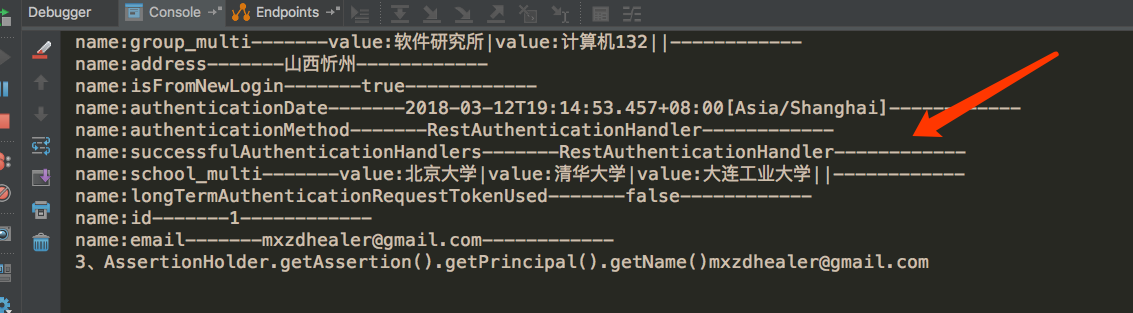 Debugger Console Endpoints
name:group_multi-------value:软件研究所|value:计算机132||------------
name:address-------山西忻州------------
name:isFromNewLogin-------true------------
name:authenticationDate-------2018-03-12T19:14:53.457+08:00[Asia/Shanghai]------------
name:authenticationMethod-------RestAuthenticationHandler------------
name:successfulAuthenticationHandlers-------RestAuthenticationHandler------------
name:school_multi-------value:北京大学|value:清华大学|value:大连工业大学||------------
name:longTermAuthenticationRequestTokenUsed-------false------------
name:id-------1------------
name:email-------mxzdhealer@gmail.com------------
3、AssertionHolder.getAssertion().getPrincipal().getName()mxzdhealer@gmail.com